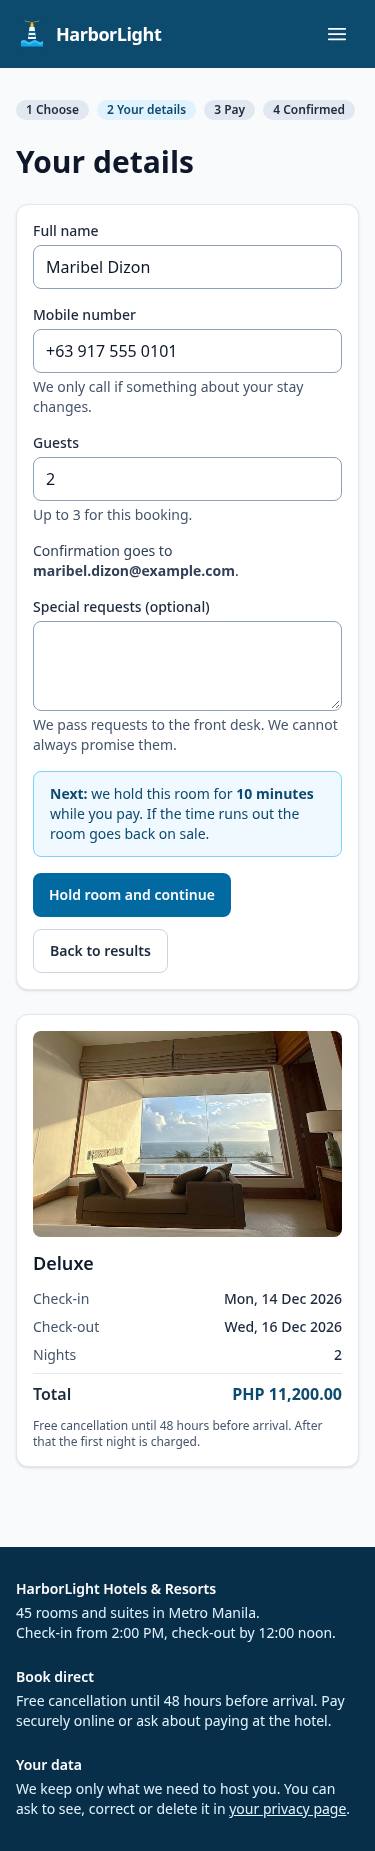 HarborLight
1 Choose
2 Your details
3 Pay
4 Confirmed
Your details
Full name
Maribel Dizon
Mobile number
+63 917 555 0101
We only call if something about your stay
changes.
Guests
2
Up to 3 for this booking.
Confirmation goes to
maribel.dizon@example.com.
Special requests (optional)
We pass requests to the front desk. We cannot
always promise them.
Next: we hold this room for 10 minutes
while you pay. If the time runs out the
room goes back on sale.
Hold room and continue
Back to results
Deluxe
Check-in Mon, 14 Dec 2026
Check-out Wed, 16 Dec 2026
Nights 2
Total PHP 11,200.00
Free cancellation until 48 hours before arrival. After
that the first night is charged.
HarborLight Hotels & Resorts
45 rooms and suites in Metro Manila.
Check-in from 2:00 PM, check-out by 12:00 noon.
Book direct
Free cancellation until 48 hours before arrival. Pay
securely online or ask about paying at the hotel.
Your data
We keep only what we need to host you. You can
ask to see, correct or delete it in your privacy page.